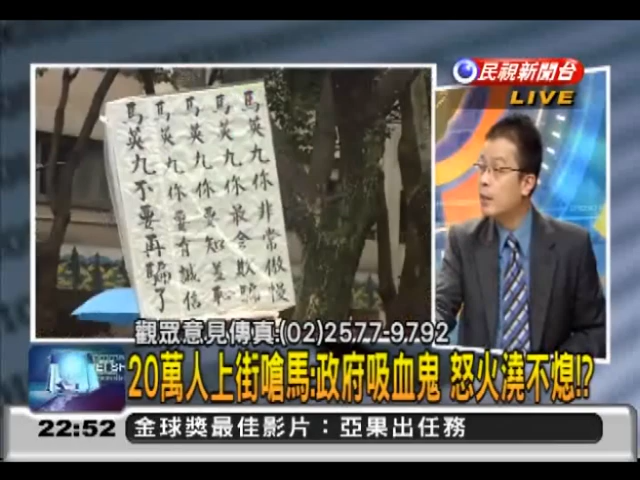 民視新聞台
LIVE
馬英九你非常傲慢
馬英九你最会欺騙
馬英九你要知羞恥
馬英九你要有誠信
馬英九不要再騙了
觀眾意見傳真:(02)2577-9792
20萬人上街嗆馬:政府吸血鬼 怒火澆不熄!?
22:52 金球獎最佳影片：亞果出任務